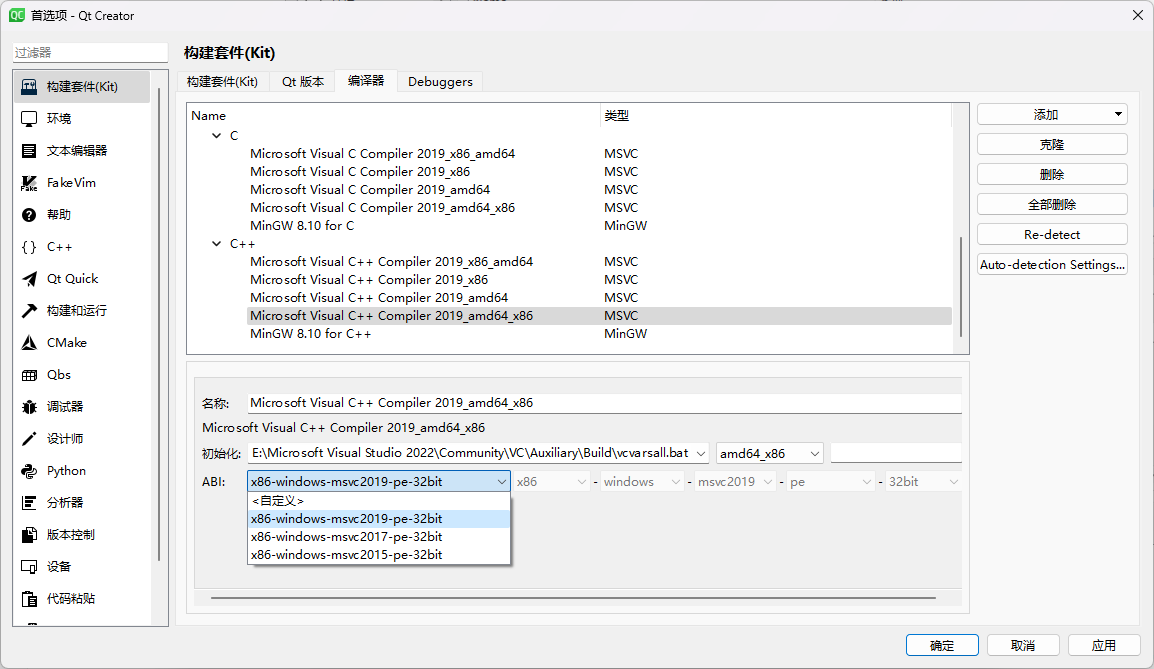 首选项 - Qt Creator
过滤器
构建套件(Kit)
环境
文本编辑器
FakeVim
帮助
C++
Qt Quick
构建和运行
CMake
Qbs
调试器
设计师
Python
分析器
版本控制
设备
代码粘贴
构建套件(Kit)
构建套件(Kit) Qt 版本 编译器 Debuggers
Name 类型
C
Microsoft Visual C Compiler 2019_x86_amd64 MSVC
Microsoft Visual C Compiler 2019_x86 MSVC
Microsoft Visual C Compiler 2019_amd64 MSVC
Microsoft Visual C Compiler 2019_amd64_x86 MSVC
MinGW 8.10 for C MinGW
C++
Microsoft Visual C++ Compiler 2019_x86_amd64 MSVC
Microsoft Visual C++ Compiler 2019_x86 MSVC
Microsoft Visual C++ Compiler 2019_amd64 MSVC
Microsoft Visual C++ Compiler 2019_amd64_x86 MSVC
MinGW 8.10 for C++ MinGW
添加
克隆
删除
全部删除
Re-detect
Auto-detection Settings...
名称: Microsoft Visual C++ Compiler 2019_amd64_x86
Microsoft Visual C++ Compiler 2019_amd64_x86
初始化: E:\Microsoft Visual Studio 2022\Community\VC\Auxiliary\Build\vcvarsall.bat amd64_x86
ABI: x86-windows-msvc2019-pe-32bit x86 - windows - msvc2019 - pe - 32bit
<自定义>
x86-windows-msvc2019-pe-32bit
x86-windows-msvc2017-pe-32bit
x86-windows-msvc2015-pe-32bit
确定 取消 应用